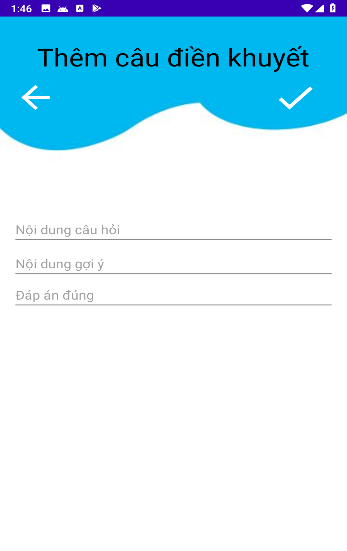 1:46
Thêm câu điền khuyết
Nội dung câu hỏi
Nội dung gợi ý
Đáp án đúng